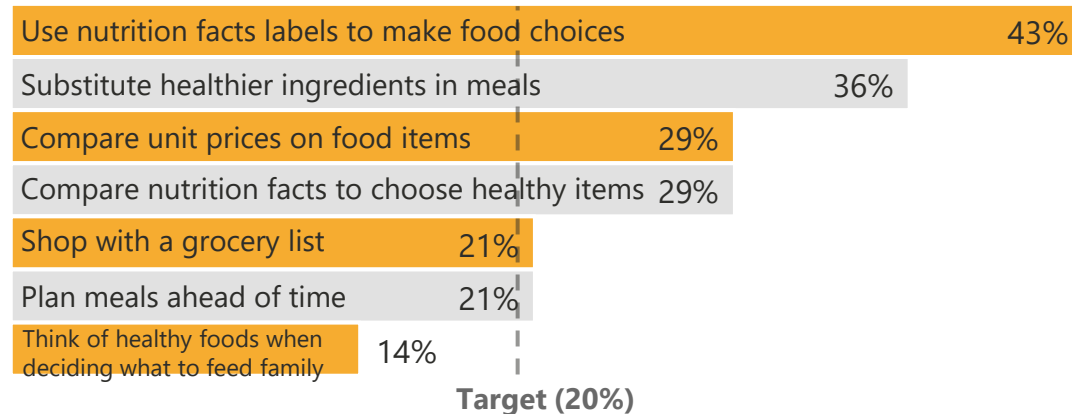 Use nutrition facts labels to make food choices 43%
Substitute healthier ingredients in meals 36%
Compare unit prices on food items 29%
Compare nutrition facts to choose healthy items 29%
Shop with a grocery list 21%
Plan meals ahead of time 21%
Think of healthy foods when
deciding what to feed family 14%
Target (20%)